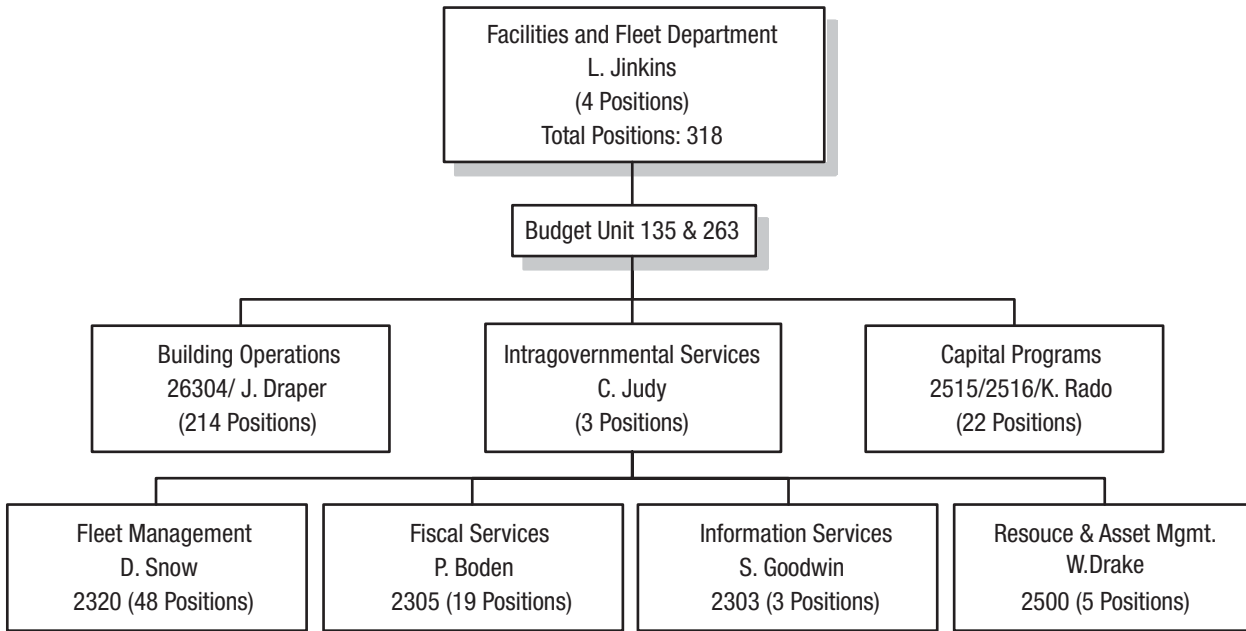 Facilities and Fleet Department
L. Jinkins
(4 Positions)
Total Positions: 318
Budget Unit 135 & 263
Building Operations
26304/ J. Draper
(214 Positions)
Intragovernmental Services
C. Judy
(3 Positions)
Capital Programs
2515/2516/K. Rado
(22 Positions)
Fleet Management
D. Snow
2320 (48 Positions)
Fiscal Services
P. Boden
2305 (19 Positions)
Information Services
S. Goodwin
2303 (3 Positions)
Resouce & Asset Mgmt.
W.Drake
2500 (5 Positions)